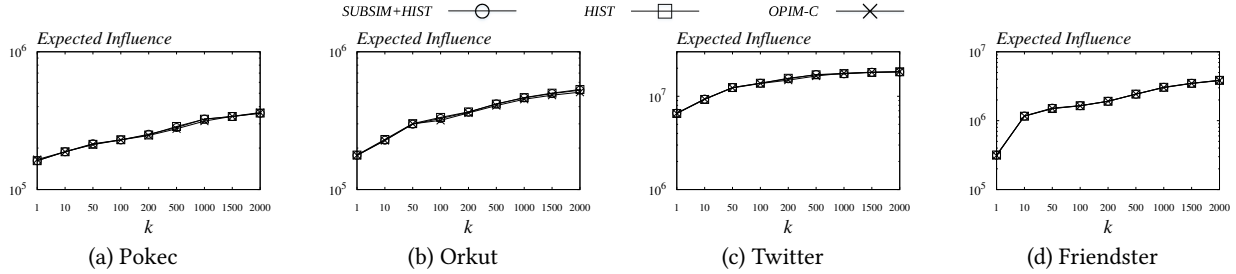 SUBSIM+HIST HIST OPIM-C
Expected Influence
10^6
10^5
1 10 50 100 200 500 1000 1500 2000
k
(a) Pokec
Expected Influence
10^6
10^5
1 10 50 100 200 500 1000 1500 2000
k
(b) Orkut
Expected Influence
10^7
10^6
1 10 50 100 200 500 1000 1500 2000
k
(c) Twitter
Expected Influence
10^7
10^6
10^5
1 10 50 100 200 500 1000 1500 2000
k
(d) Friendster